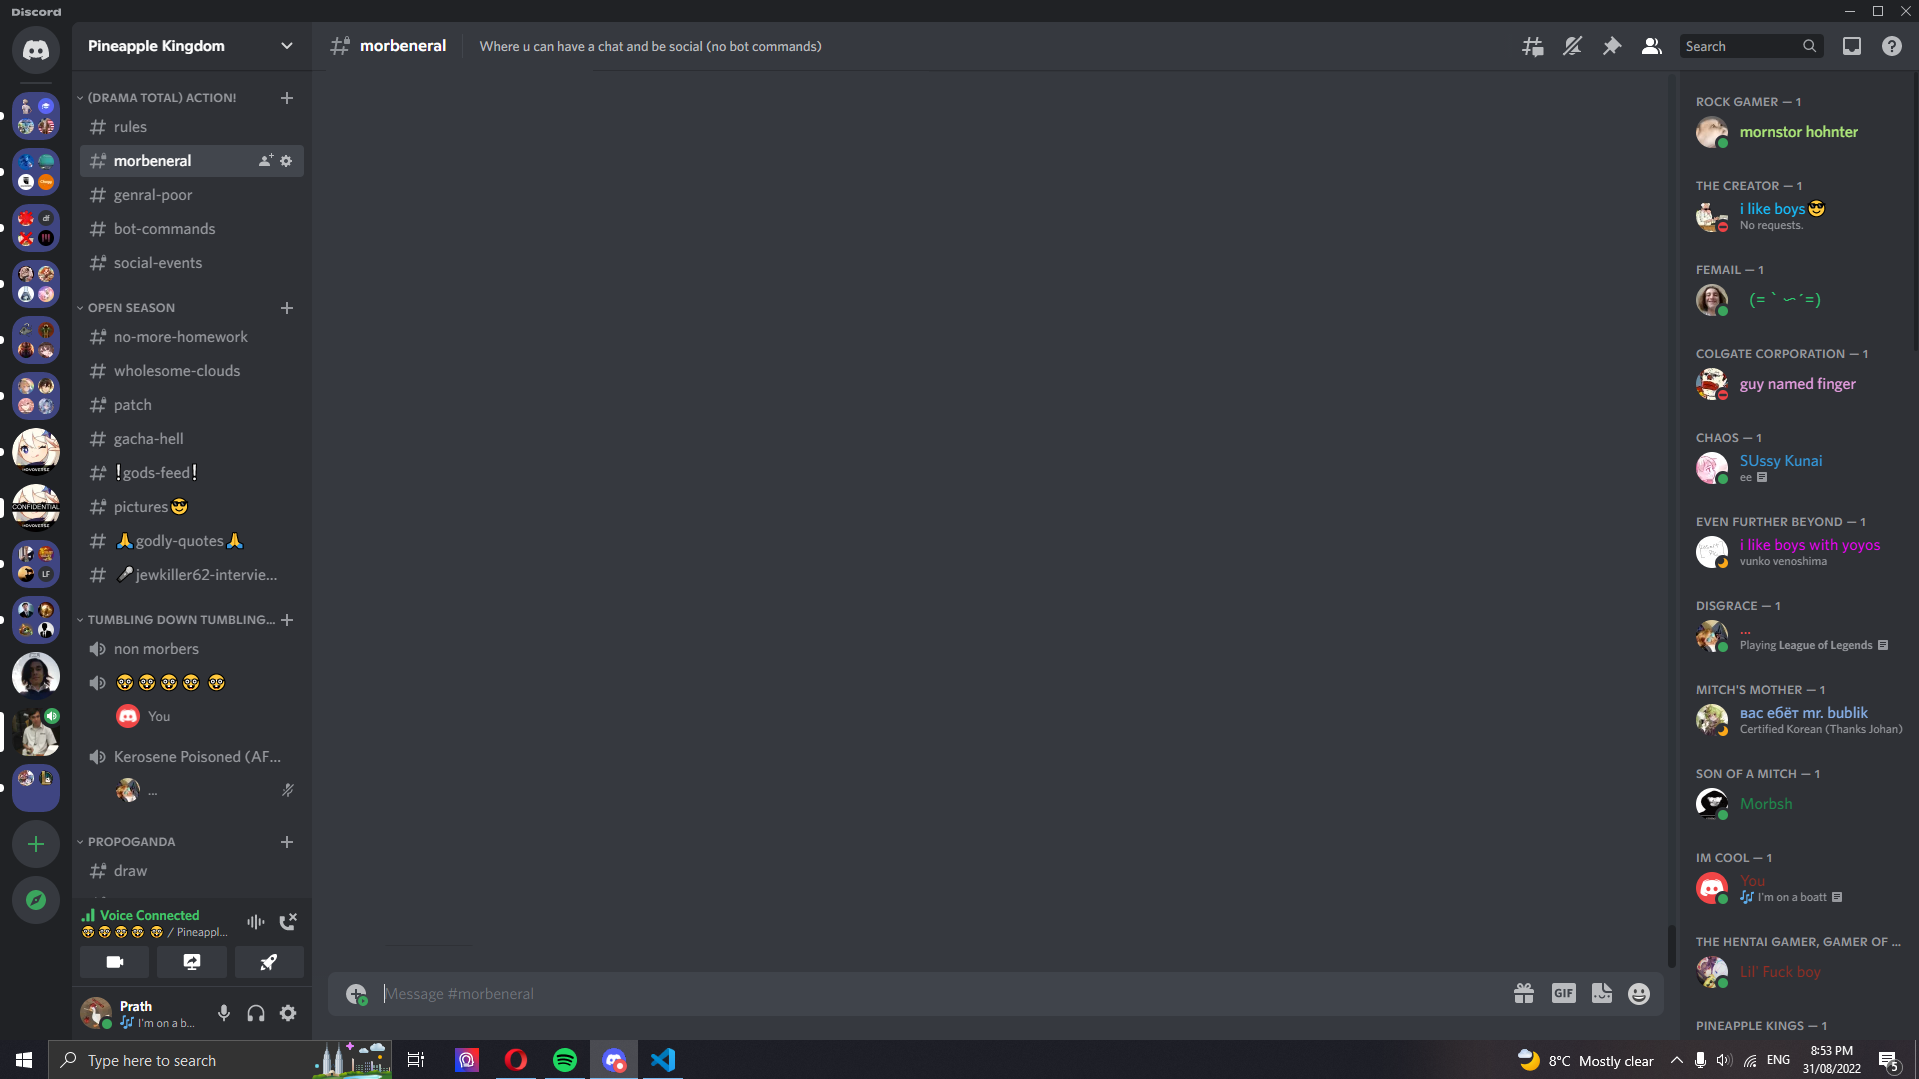 Discord
Pineapple Kingdom
morbeneral
Where u can have a chat and be social (no bot commands)
Search
(DRAMA TOTAL) ACTION!
rules
morbeneral
genral-poor
bot-commands
social-events
OPEN SEASON
no-more-homework
wholesome-clouds
patch
gacha-hell
❕gods-feed❕
pictures😎
🙏godly-quotes🙏
🎤jewkiller62-intervie...
TUMBLING DOWN TUMBLING...
non morbers
🤓 🤓 🤓 🤓 🤓
You
Kerosene Poisoned (AF...
...
PROPOGANDA
draw
Voice Connected
🤓 🤓 🤓 🤓 🤓 / Pineappl...
Prath
🎶 I'm on a b...
CONFIDENTIAL
HOYOVERSE
HOYOVERSE
df
LF
Message #morbeneral
GIF
ROCK GAMER — 1
mornstor hohnter
THE CREATOR — 1
i like boys😎
No requests.
FEMAIL — 1
(= ` ∽ ´=)
COLGATE CORPORATION — 1
guy named finger
CHAOS — 1
SUssy Kunai
ee
EVEN FURTHER BEYOND — 1
i like boys with yoyos
vunko venoshima
DISGRACE — 1
...
Playing League of Legends
MITCH'S MOTHER — 1
вас ебёт mr. bublik
Certified Korean (Thanks Johan)
SON OF A MITCH — 1
Morbsh
IM COOL — 1
You
🎶 I'm on a boatt
THE HENTAI GAMER, GAMER OF ...
Lil' Fuck boy
PINEAPPLE KINGS — 1
Type here to search
8°C Mostly clear
ENG
8:53 PM
31/08/2022
5